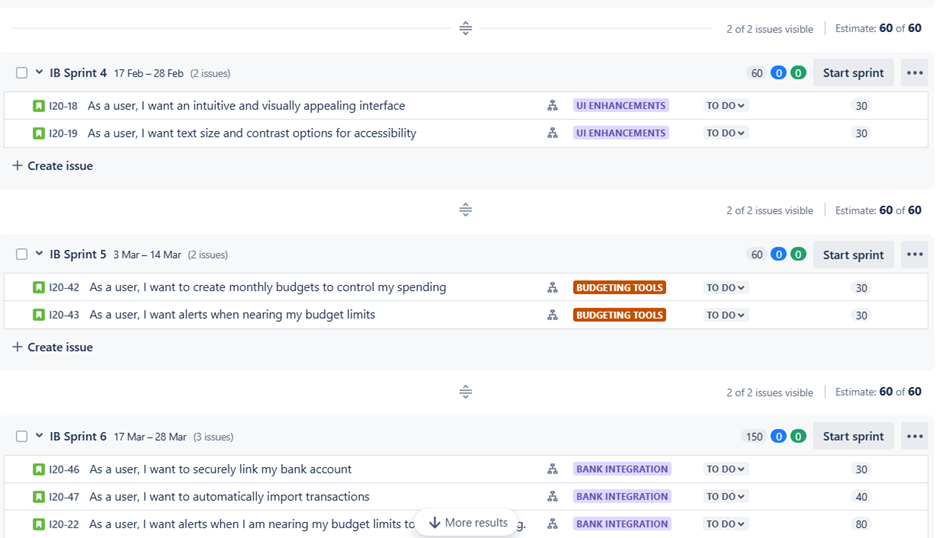 2 of 2 issues visible Estimate: 60 of 60
IB Sprint 4 17 Feb – 28 Feb (2 issues) 60 0 0 Start sprint
I20-18 As a user, I want an intuitive and visually appealing interface UI ENHANCEMENTS TO DO 30
I20-19 As a user, I want text size and contrast options for accessibility UI ENHANCEMENTS TO DO 30
+ Create issue
2 of 2 issues visible Estimate: 60 of 60
IB Sprint 5 3 Mar – 14 Mar (2 issues) 60 0 0 Start sprint
I20-42 As a user, I want to create monthly budgets to control my spending BUDGETING TOOLS TO DO 30
I20-43 As a user, I want alerts when nearing my budget limits BUDGETING TOOLS TO DO 30
+ Create issue
2 of 2 issues visible Estimate: 60 of 60
IB Sprint 6 17 Mar – 28 Mar (3 issues) 150 0 0 Start sprint
I20-46 As a user, I want to securely link my bank account BANK INTEGRATION TO DO 30
I20-47 As a user, I want to automatically import transactions BANK INTEGRATION TO DO 40
I20-22 As a user, I want alerts when I am nearing my budget limits to g. BANK INTEGRATION TO DO 80
More results